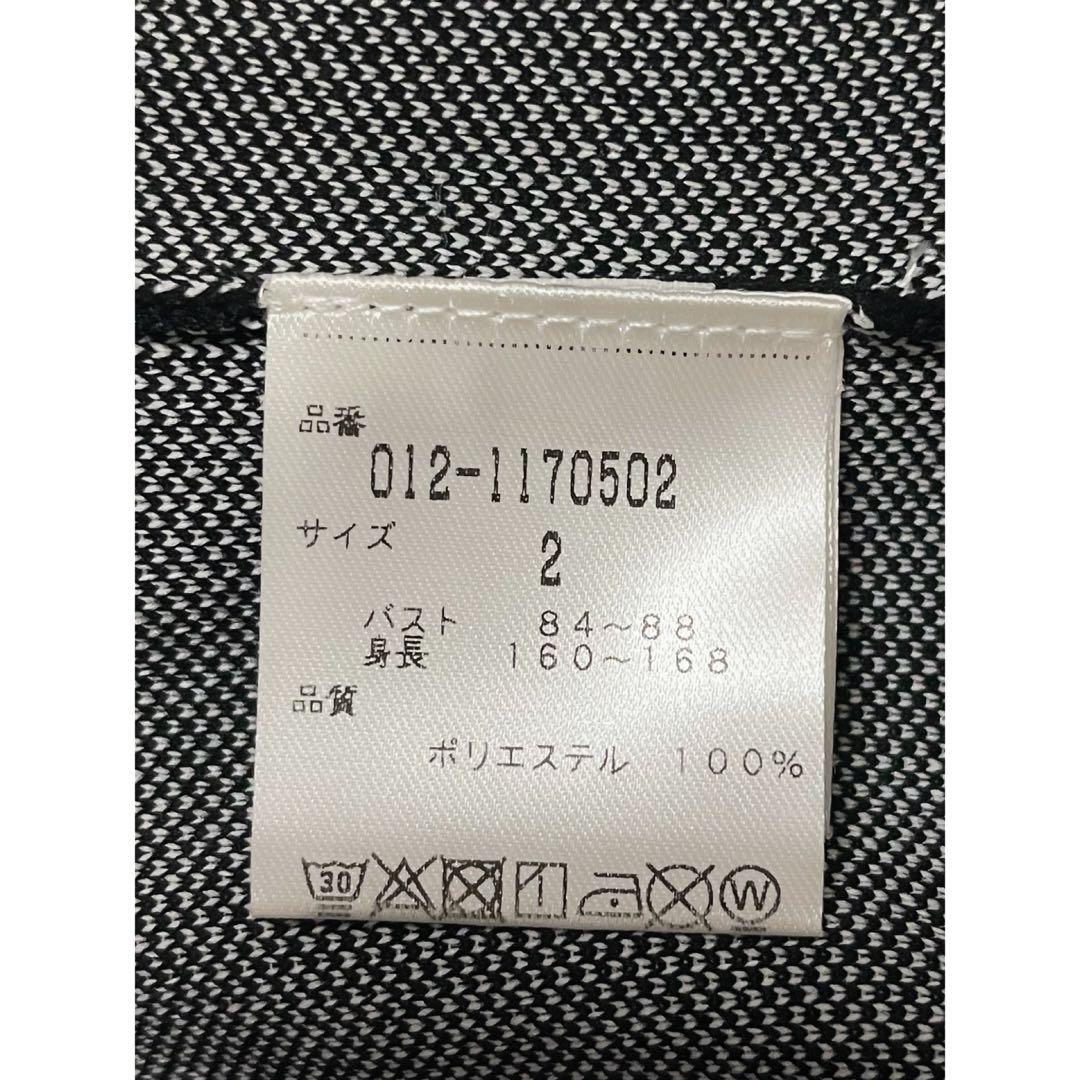 品番
012-1170502
サイズ 2
バスト 84～88
身長 160～168
品質
ポリエステル 100%
30 W